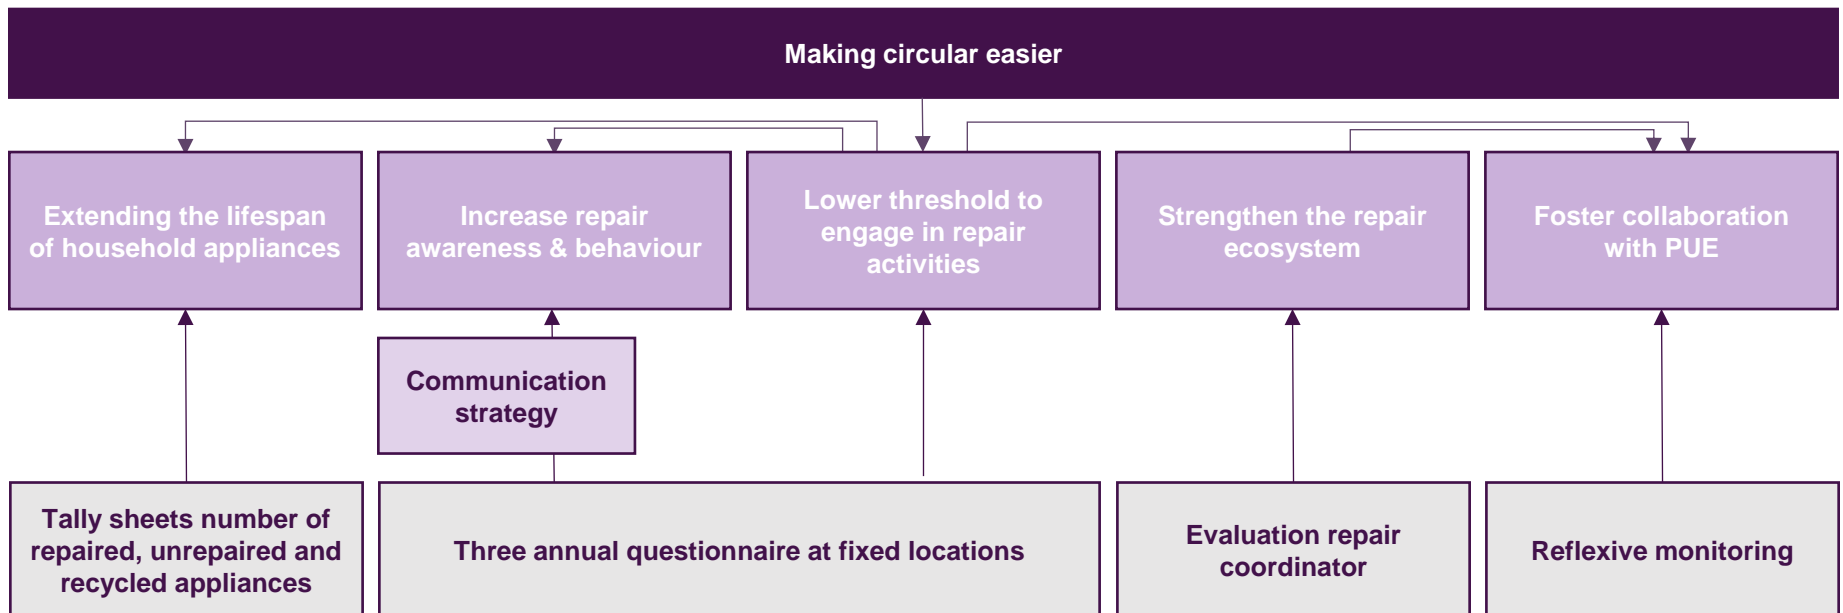 Making circular easier
Extending the lifespan
of household appliances
Increase repair
awareness & behaviour
Lower threshold to
engage in repair
activities
Strengthen the repair
ecosystem
Foster collaboration
with PUE
Communication
strategy
Tally sheets number of
repaired, unrepaired and
recycled appliances
Three annual questionnaire at fixed locations
Evaluation repair
coordinator
Reflexive monitoring